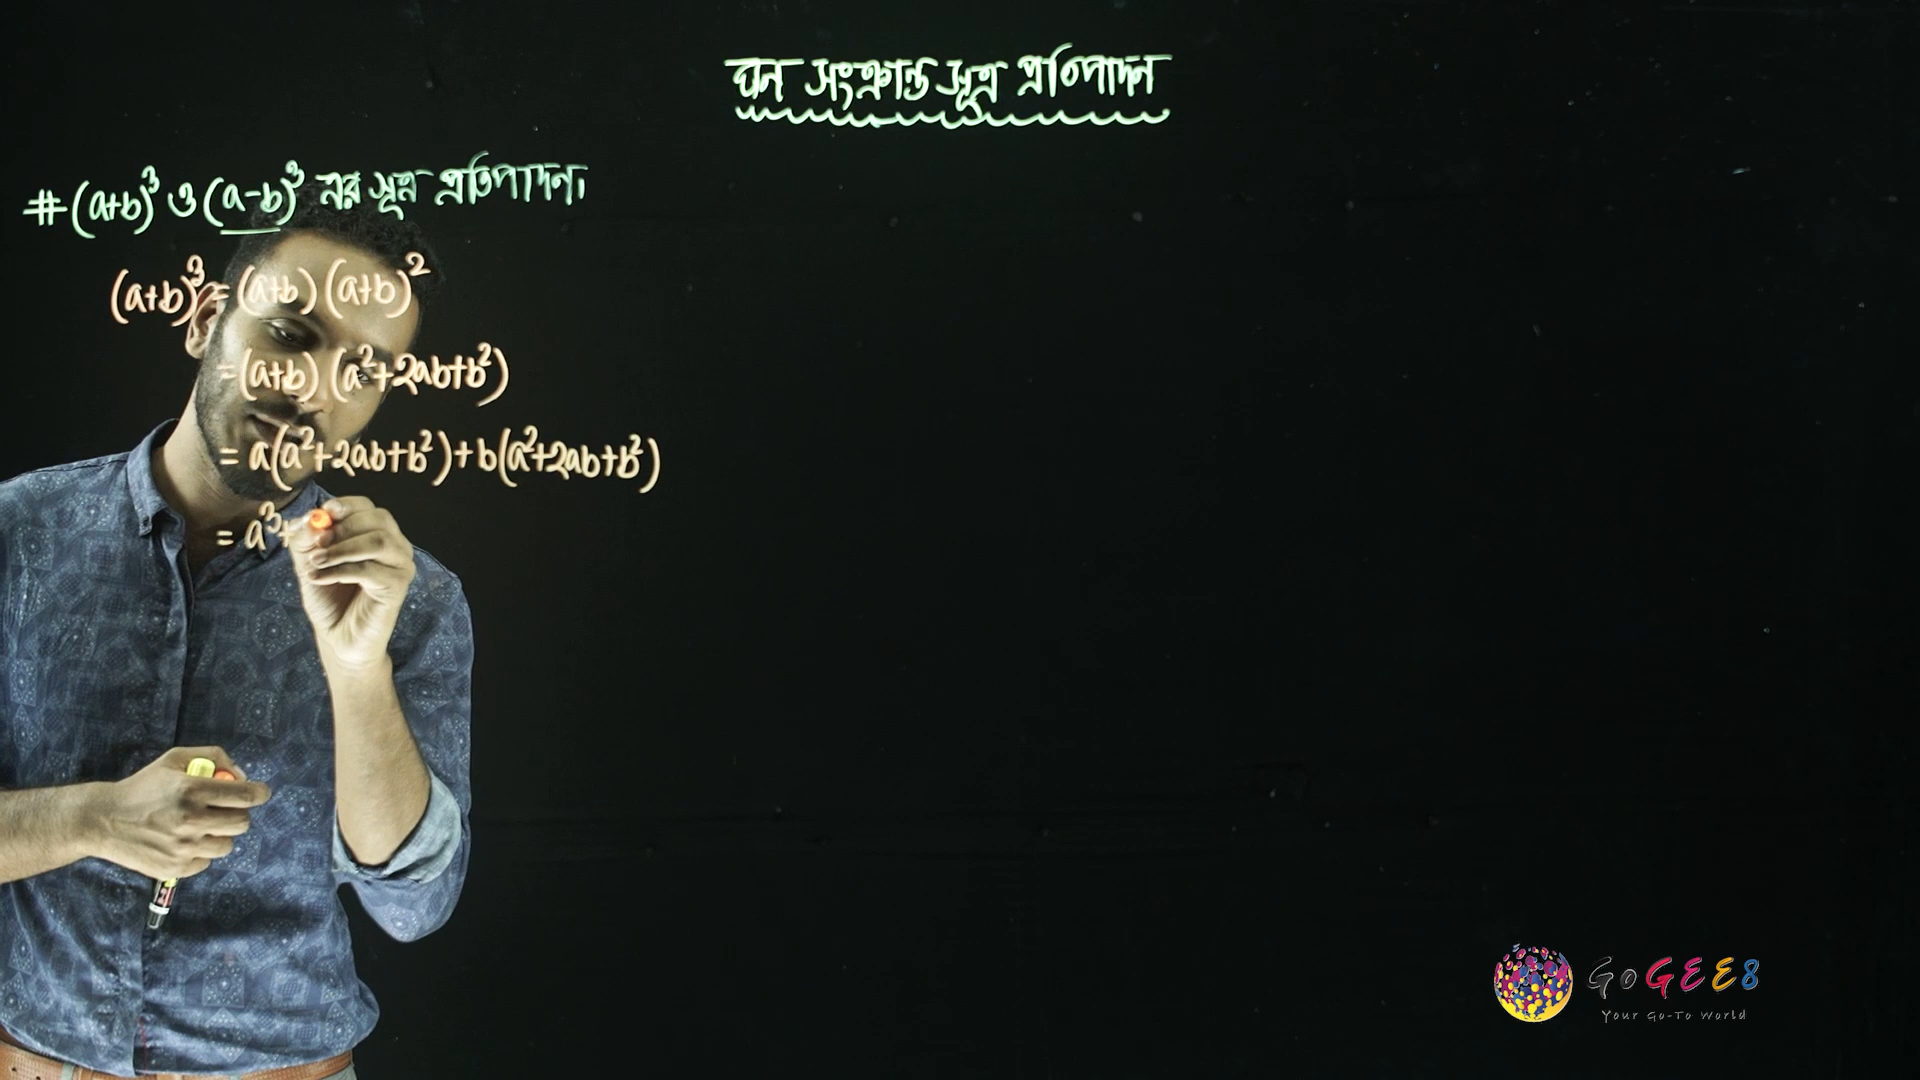 ঘন সংক্রান্ত সূত্র প্রতিপাদন
# (a+b)³ ও (a-b)³ এর সূত্র প্রতিপাদন।
(a+b)³ = (a+b) (a+b)²
= (a+b) (a²+2ab+b²)
= a(a²+2ab+b²)+b(a²+2ab+b²)
= a³+
GoGEE8
Your Go-To World